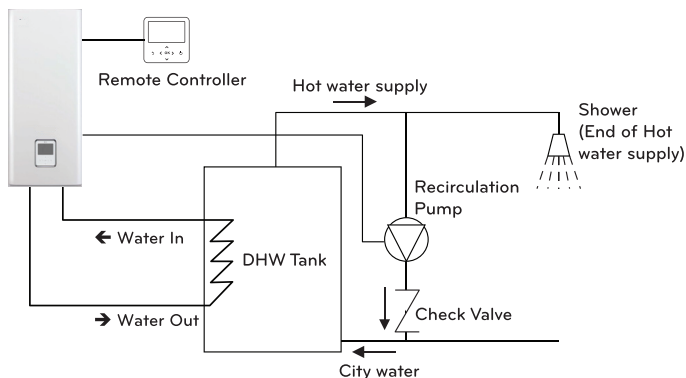 Remote Controller
Hot water supply
Shower
(End of Hot
water supply)
Recirculation
Pump
Water In
DHW Tank
Water Out
Check Valve
City water